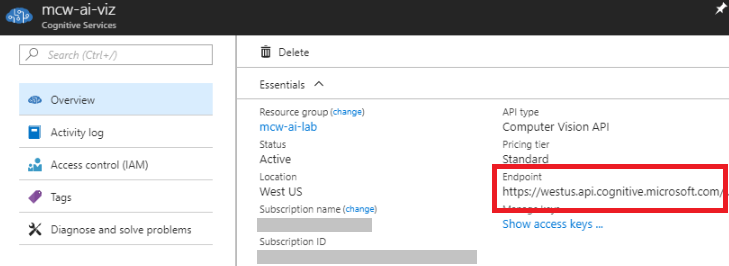 mcw-ai-viz
Cognitive Services
Search (Ctrl+/)
Overview
Activity log
Access control (IAM)
Tags
Diagnose and solve problems
Delete
Essentials
Resource group (change)
mcw-ai-lab
Status
Active
Location
West US
Subscription name (change)
Subscription ID
API type
Computer Vision API
Pricing tier
Standard
Endpoint
https://westus.api.cognitive.microsoft.com/
Manage keys
Show access keys ...